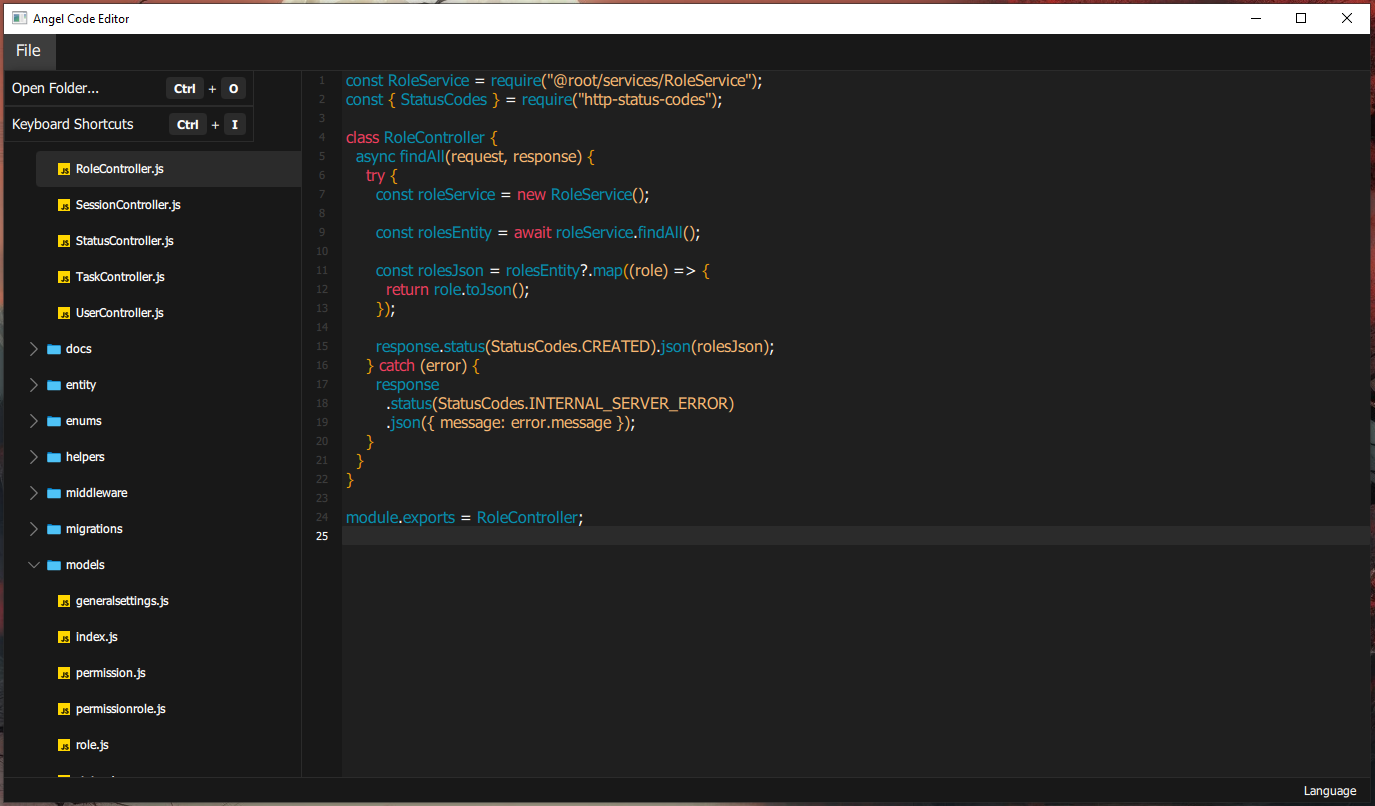 Angel Code Editor
File
Open Folder... Ctrl + O
Keyboard Shortcuts Ctrl + I
RoleController.js
SessionController.js
StatusController.js
TaskController.js
UserController.js
docs
entity
enums
helpers
middleware
migrations
models
generalsettings.js
index.js
permission.js
permissionrole.js
role.js
1 const RoleService = require("@root/services/RoleService");
2 const { StatusCodes } = require("http-status-codes");
3
4 class RoleController {
5   async findAll(request, response) {
6     try {
7       const roleService = new RoleService();
8
9       const rolesEntity = await roleService.findAll();
10
11       const rolesJson = rolesEntity?.map((role) => {
12         return role.toJson();
13       });
14
15       response.status(StatusCodes.CREATED).json(rolesJson);
16     } catch (error) {
17       response
18         .status(StatusCodes.INTERNAL_SERVER_ERROR)
19         .json({ message: error.message });
20     }
21   }
22 }
23
24 module.exports = RoleController;
25
Language